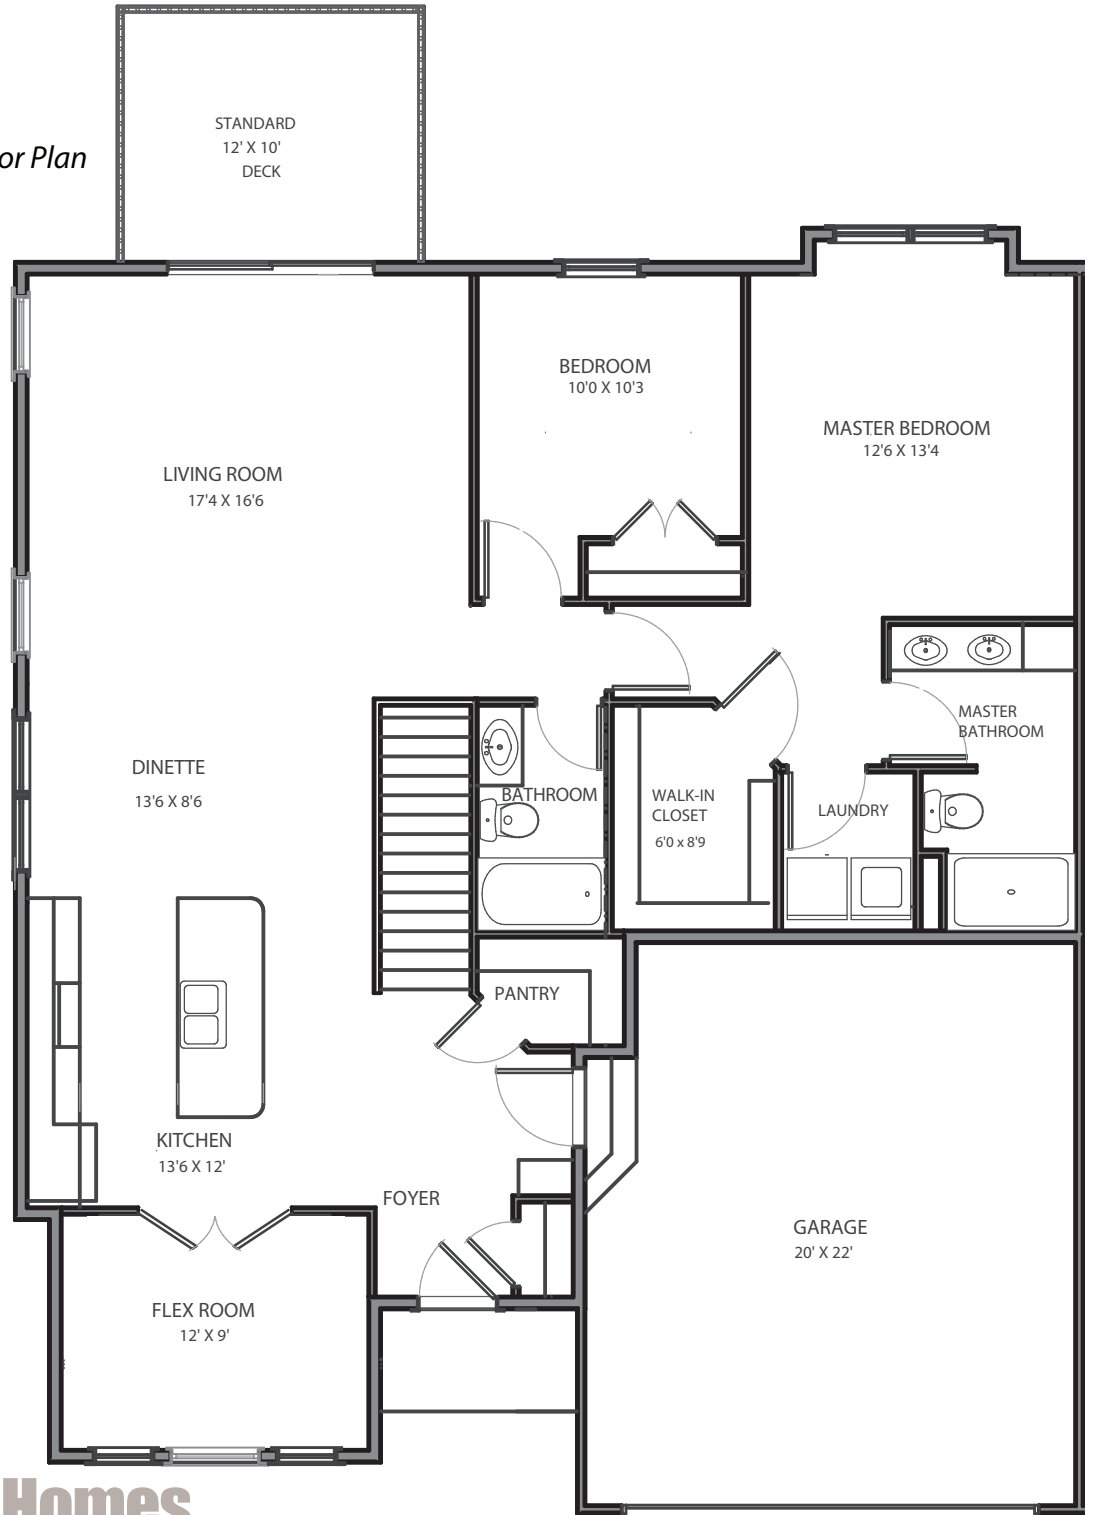 STANDARD
12' X 10'
DECK
or Plan
BEDROOM
10'0 X 10'3
MASTER BEDROOM
12'6 X 13'4
LIVING ROOM
17'4 X 16'6
MASTER
BATHROOM
DINETTE
13'6 X 8'6
BATHROOM
WALK-IN
CLOSET
6'0 x 8'9
LAUNDRY
PANTRY
KITCHEN
13'6 X 12'
FOYER
GARAGE
20' X 22'
FLEX ROOM
12' X 9'
Homes